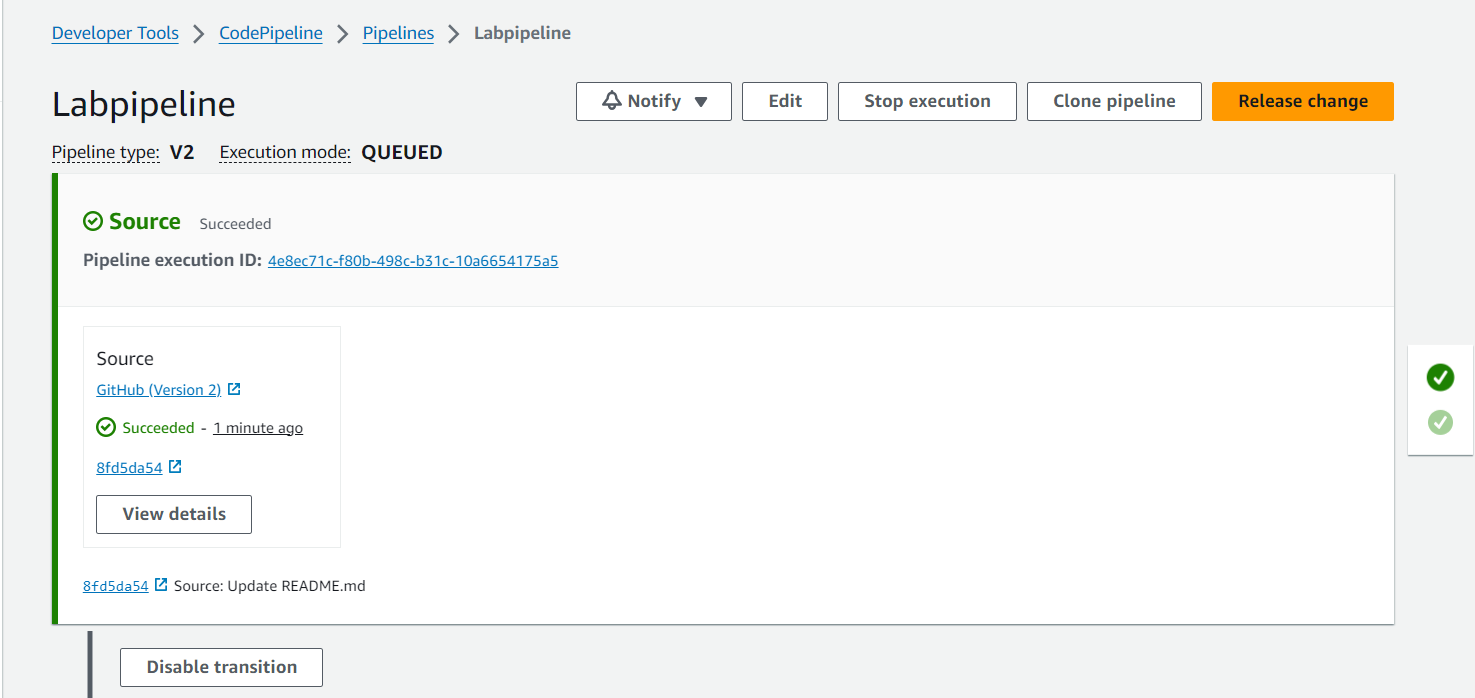 Developer Tools > CodePipeline > Pipelines > Labpipeline
Labpipeline
Notify ▼ Edit Stop execution Clone pipeline Release change
Pipeline type: V2 Execution mode: QUEUED
Source Succeeded
Pipeline execution ID: 4e8ec71c-f80b-498c-b31c-10a6654175a5
Source
GitHub (Version 2)
Succeeded - 1 minute ago
8fd5da54
View details
8fd5da54 Source: Update README.md
Disable transition